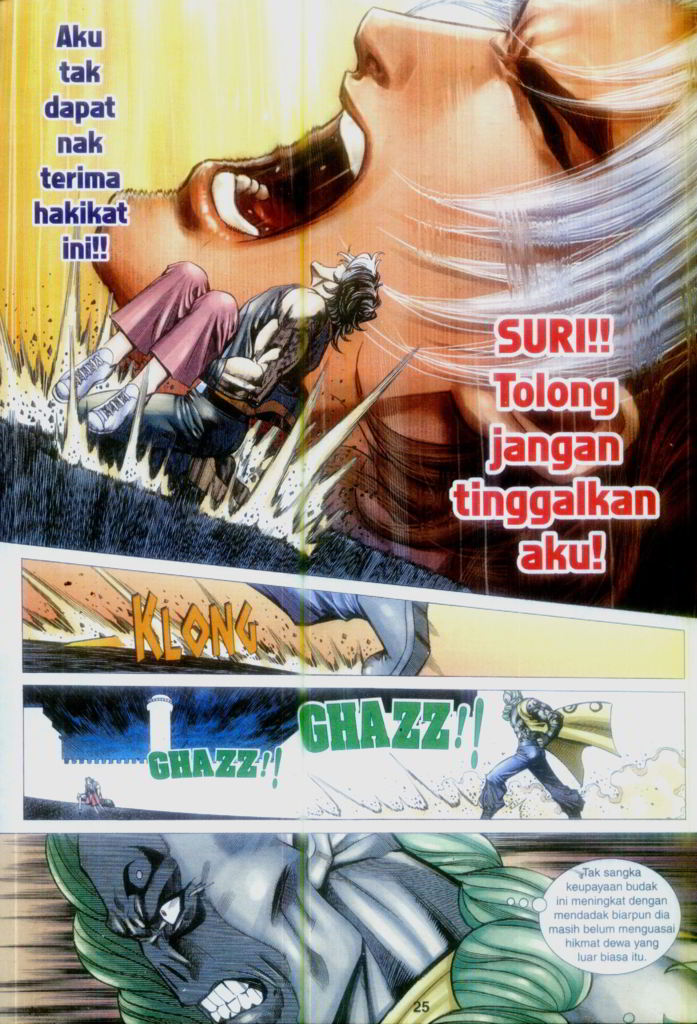 Aku
tak
dapat
nak
terima
hakikat
ini!!
SURI!!
Tolong
jangan
tinggalkan
aku!
KLONG
GHAZZ!!
GHAZZ!!
Tak sangka
keupayaan budak
ini meningkat dengan
mendadak biarpun dia
masih belum menguasai
hikmat dewa yang
luar biasa itu.
25